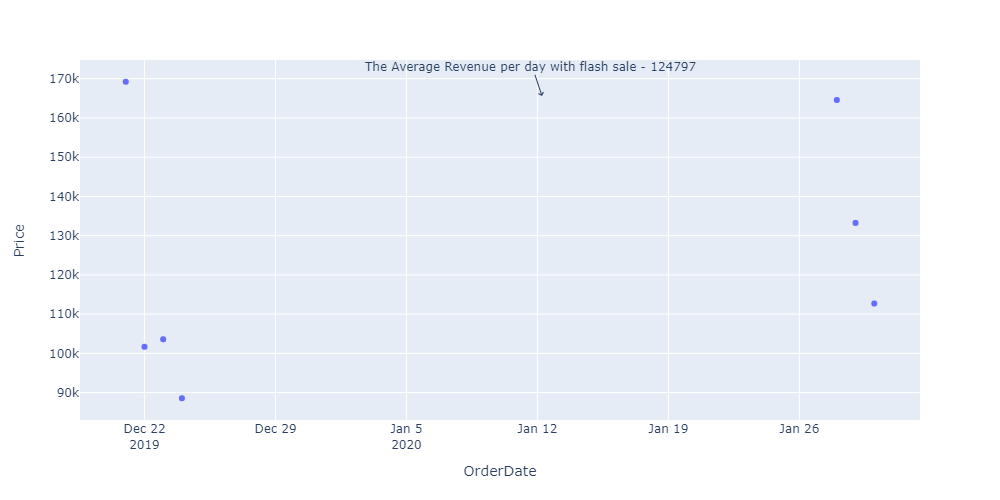 The Average Revenue per day with flash sale - 124797
170k
160k
150k
140k
130k
120k
110k
100k
90k
Price
Dec 22
2019
Dec 29
Jan 5
2020
Jan 12
Jan 19
Jan 26
OrderDate